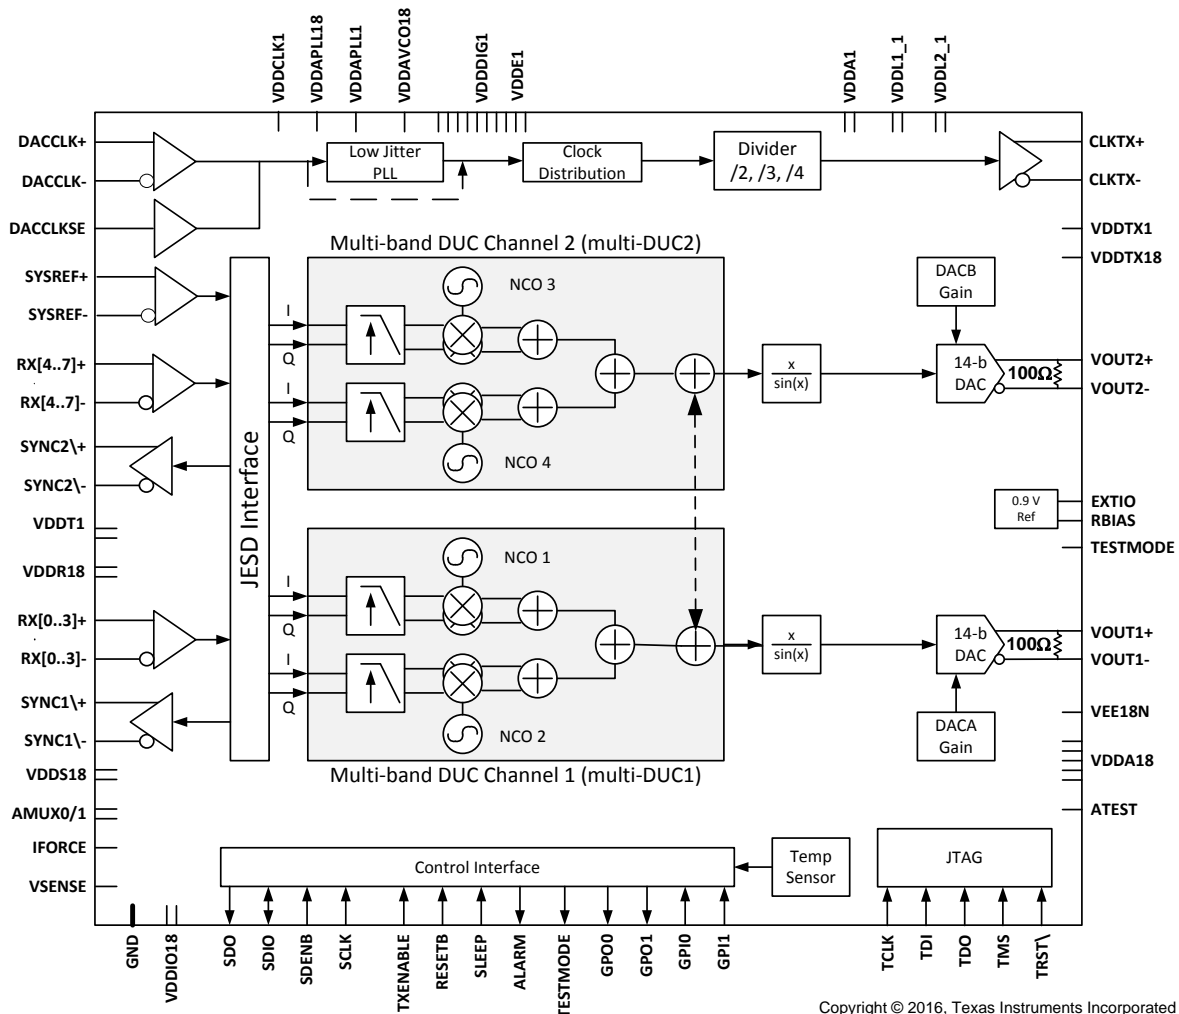 VDDCLK1
VDDAPLL18
VDDAPLL1
VDDAVCO18
VDDDIG1
VDDE1
VDDA1
VDDL1_1
VDDL2_1
DACCLK+
DACCLK-
DACCLKSE
Low Jitter
PLL
Clock
Distribution
Divider
/2, /3, /4
CLKTX+
CLKTX-
VDDTX1
VDDTX18
SYSREF+
SYSREF-
RX[4..7]+
RX[4..7]-
SYNC2\+
SYNC2\-
VDDT1
VDDR18
RX[0..3]+
RX[0..3]-
SYNC1\+
SYNC1\-
VDDS18
AMUX0/1
IFORCE
VSENSE
JESD Interface
Multi-band DUC Channel 2 (multi-DUC2)
NCO 3
I
Q
I
Q
NCO 4
x
sin(x)
DACB
Gain
14-b
DAC
100Ω
VOUT2+
VOUT2-
0.9 V
Ref
EXTIO
RBIAS
TESTMODE
NCO 1
I
Q
I
Q
NCO 2
Multi-band DUC Channel 1 (multi-DUC1)
x
sin(x)
14-b
DAC
100Ω
DACA
Gain
VOUT1+
VOUT1-
VEE18N
VDDA18
ATEST
Control Interface
Temp
Sensor
JTAG
GND
VDDIO18
SDO
SDIO
SDENB
SCLK
TXENABLE
RESETB
SLEEP
ALARM
TESTMODE
GPO0
GPO1
GPI0
GPI1
TCLK
TDI
TDO
TMS
TRST\
Copyright © 2016, Texas Instruments Incorporated